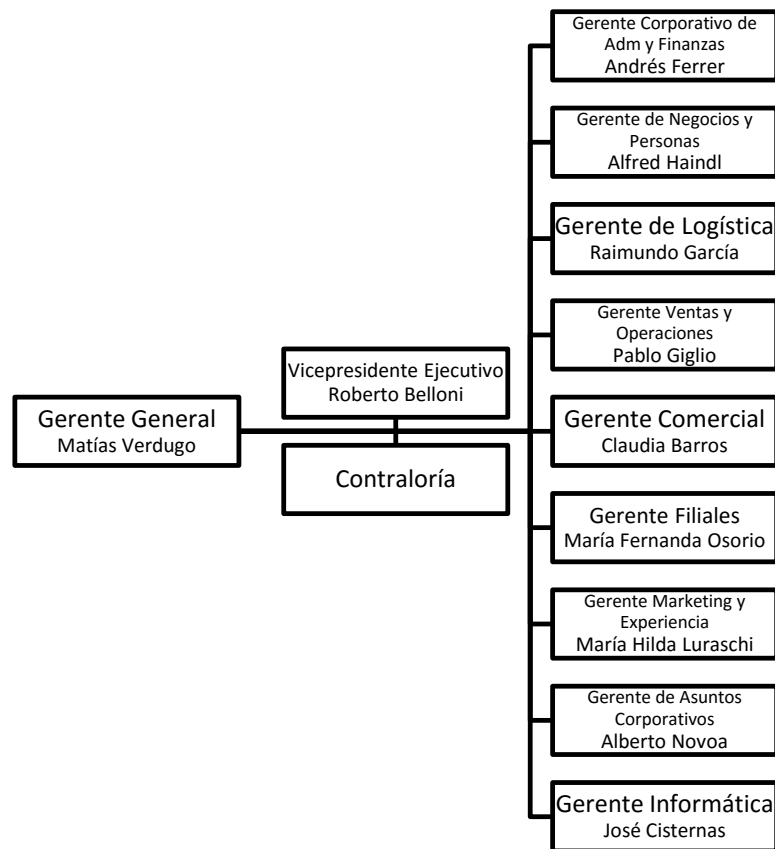 Gerente General
Matías Verdugo
Vicepresidente Ejecutivo
Roberto Belloni
Contraloría
Gerente Corporativo de
Adm y Finanzas
Andrés Ferrer
Gerente de Negocios y
Personas
Alfred Haindl
Gerente de Logística
Raimundo García
Gerente Ventas y
Operaciones
Pablo Giglio
Gerente Comercial
Claudia Barros
Gerente Filiales
María Fernanda Osorio
Gerente Marketing y
Experiencia
María Hilda Luraschi
Gerente de Asuntos
Corporativos
Alberto Novoa
Gerente Informática
José Cisternas